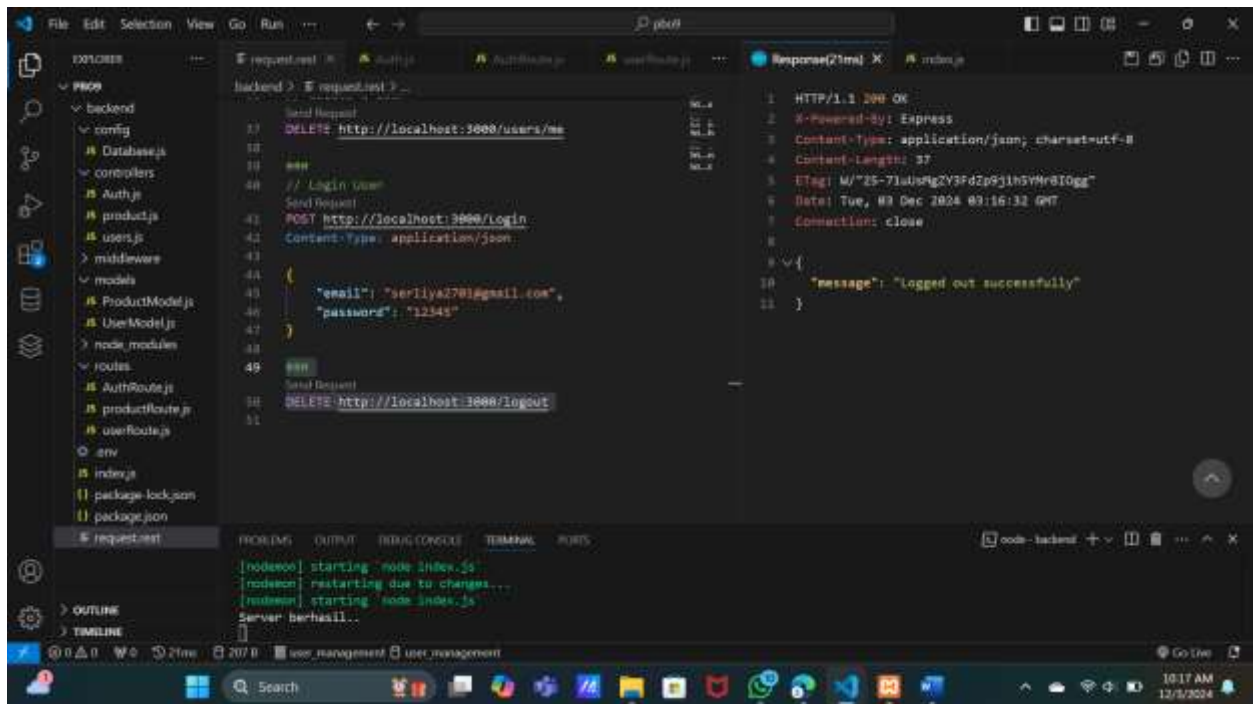 File Edit Selection View Go Run ...
pbo9
EXPLORER
PBO9
backend
config
Database.js
controllers
Auth.js
product.js
users.js
middleware
models
ProductModel.js
UserModel.js
node_modules
routes
AuthRoute.js
productRoute.js
userRoute.js
.env
index.js
package-lock.json
package.json
request.rest
OUTLINE
TIMELINE
request.rest Auth.js AuthRoute.js userRoute.js
backend > request.rest > ...
Send Request
37 DELETE http://localhost:3000/users/me
38
39 ###
40 // Login User
Send Request
41 POST http://localhost:3000/Login
42 Content-Type: application/json
43
44 {
45 "email": "serliya2701@gmail.com",
46 "password": "12345"
47 }
48
49 ###
Send Request
50 DELETE http://localhost:3000/logout
51
Response(21ms) index.js
1 HTTP/1.1 200 OK
2 X-Powered-By: Express
3 Content-Type: application/json; charset=utf-8
4 Content-Length: 37
5 ETag:
6 Date: Tue, 03 Dec 2024 03:16:32 GMT
7 Connection: close
8
9 {
10 "message": "Logged out successfully"
11 }
PROBLEMS OUTPUT DEBUG CONSOLE TERMINAL PORTS
node - backend
[nodemon] starting `node index.js`
[nodemon] restarting due to changes...
[nodemon] starting `node index.js`
Server berhasil..
0 0 0 21ms 207 B user_management user_management
Go Live
Search
10:17 AM
12/3/2024